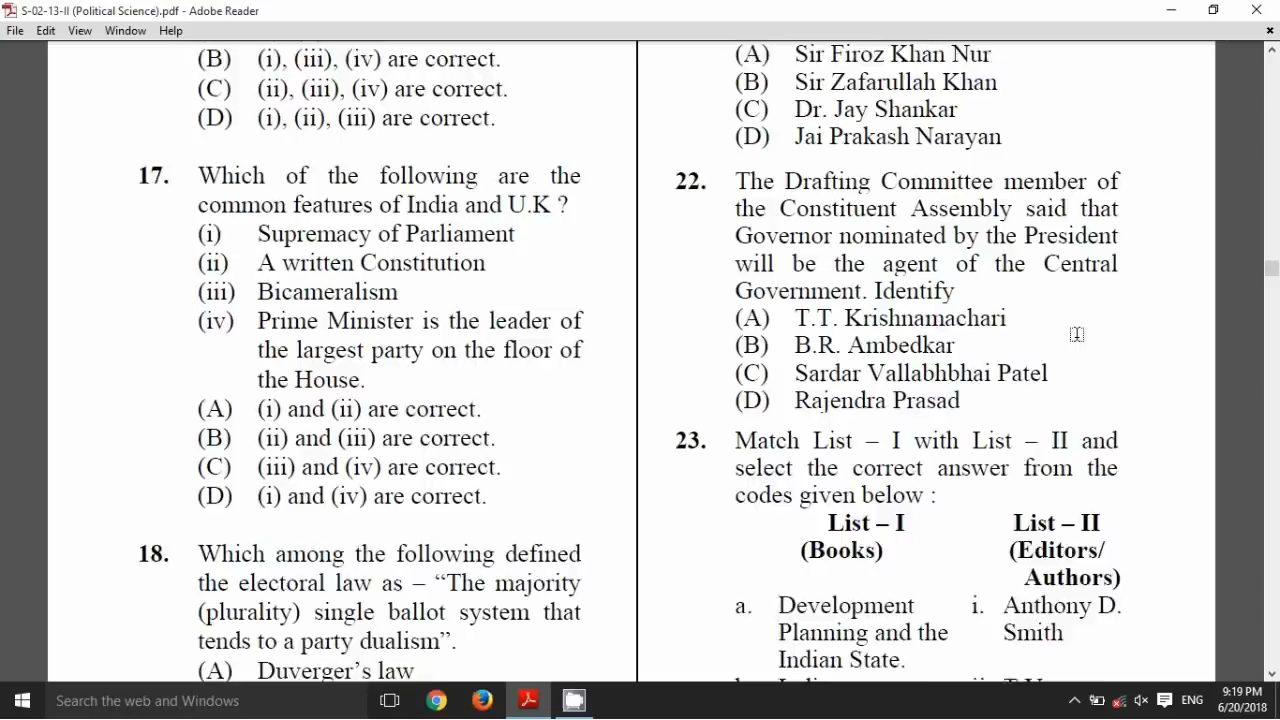 S-02-13-II (Political Science).pdf - Adobe Reader
File Edit View Window Help
(B) (i), (iii), (iv) are correct.
(C) (ii), (iii), (iv) are correct.
(D) (i), (ii), (iii) are correct.
17. Which of the following are the
common features of India and U.K ?
(i) Supremacy of Parliament
(ii) A written Constitution
(iii) Bicameralism
(iv) Prime Minister is the leader of
the largest party on the floor of
the House.
(A) (i) and (ii) are correct.
(B) (ii) and (iii) are correct.
(C) (iii) and (iv) are correct.
(D) (i) and (iv) are correct.
18. Which among the following defined
the electoral law as – “The majority
(plurality) single ballot system that
tends to a party dualism”.
(A) Duverger’s law
(A) Sir Firoz Khan Nur
(B) Sir Zafarullah Khan
(C) Dr. Jay Shankar
(D) Jai Prakash Narayan
22. The Drafting Committee member of
the Constituent Assembly said that
Governor nominated by the President
will be the agent of the Central
Government. Identify
(A) T.T. Krishnamachari
(B) B.R. Ambedkar
(C) Sardar Vallabhbhai Patel
(D) Rajendra Prasad
23. Match List – I with List – II and
select the correct answer from the
codes given below :
List – I List – II
(Books) (Editors/
Authors)
a. Development i. Anthony D.
Planning and the Smith
Indian State.
Search the web and Windows
ENG
9:19 PM
6/20/2018